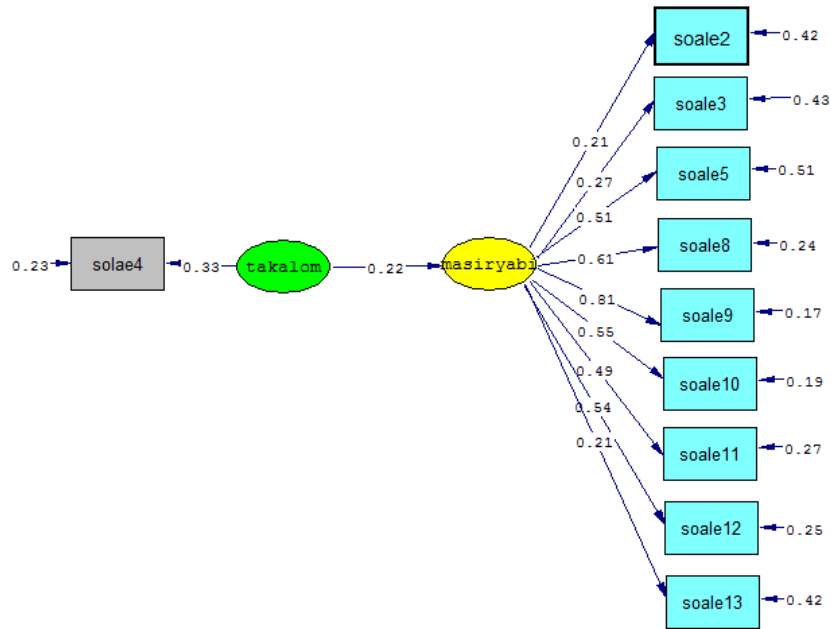 soale2
0.42
soale3
0.43
soale5
0.51
soale8
0.24
soale9
0.17
soale10
0.19
soale11
0.27
soale12
0.25
soale13
0.42
0.21
0.27
0.51
0.61
0.81
0.55
0.49
0.54
0.21
0.23
solae4
0.33
takalom
0.22
masiryabi